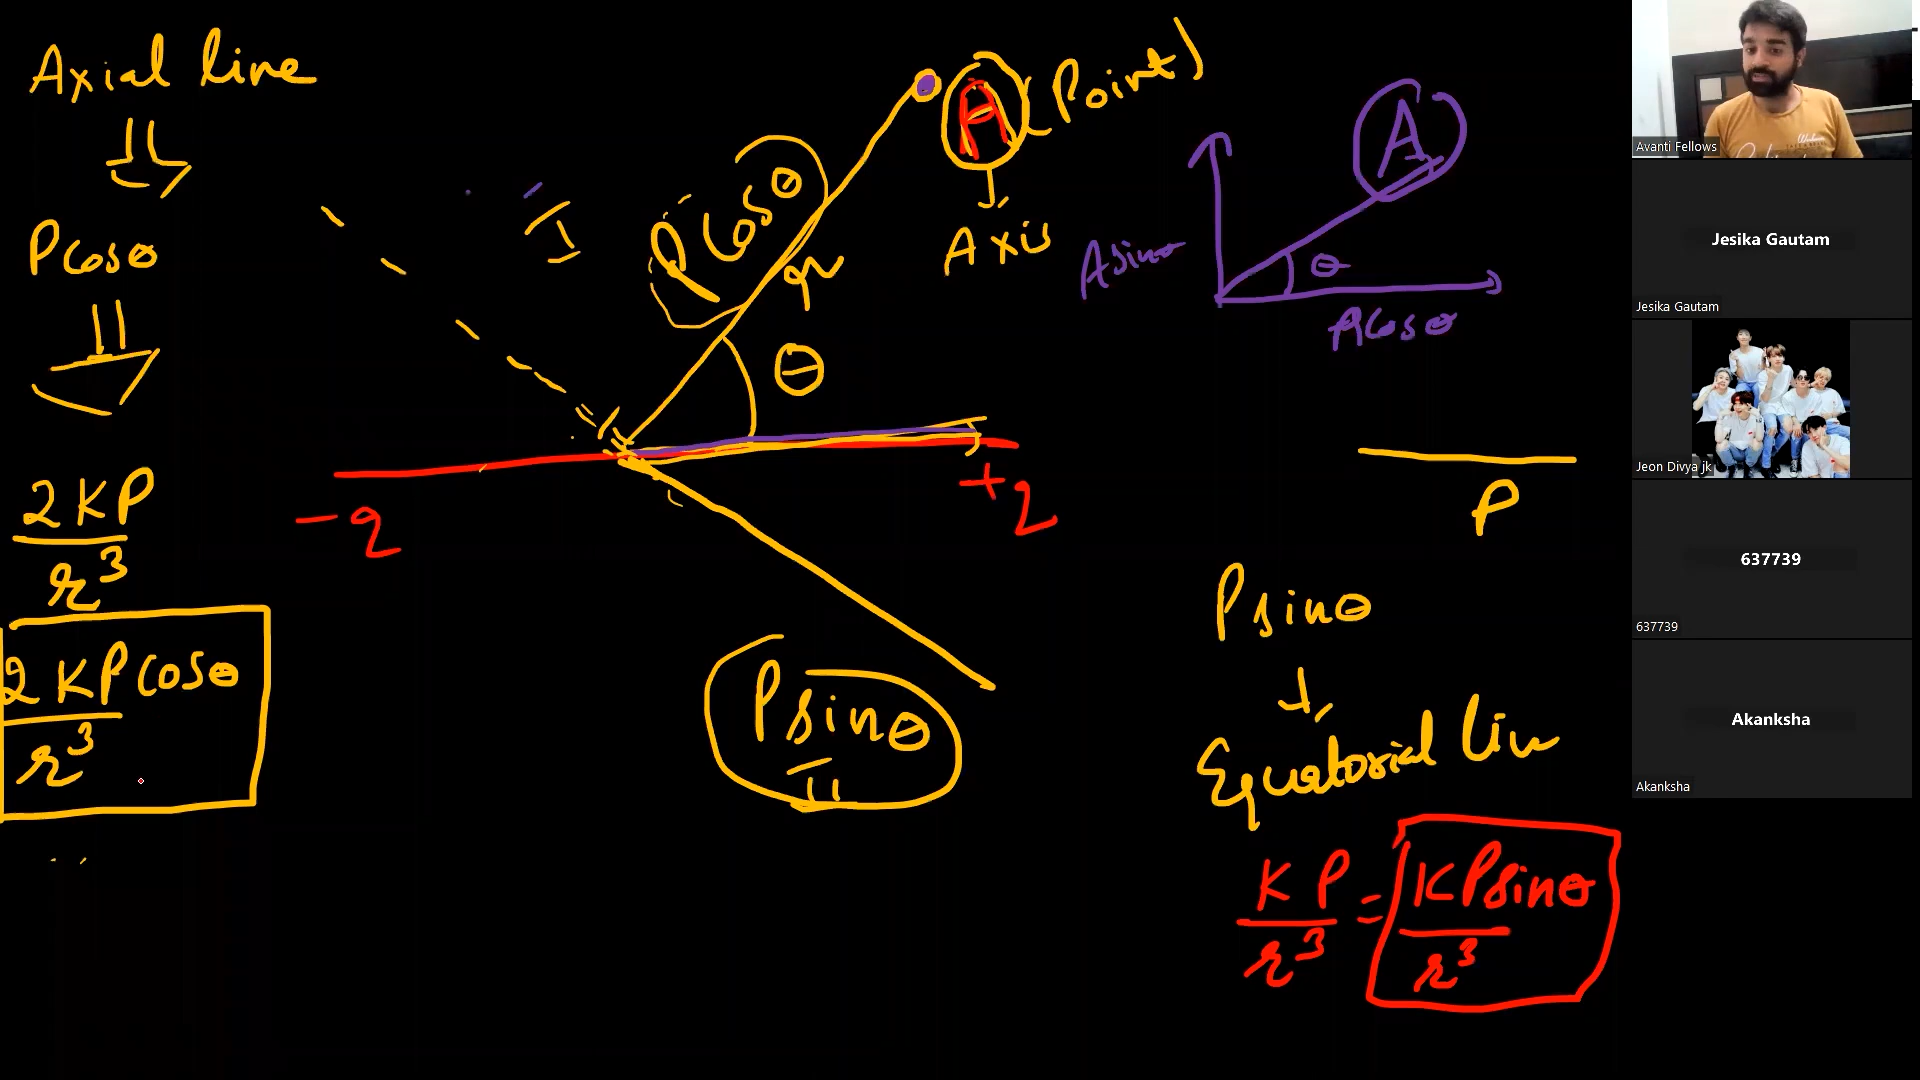 Axial line
Pcosθ
2KP
r³
2KPcosθ
r³
A (Point)
Axis
Pcosθ
r
θ
-q
+q
Psinθ
A
Asinθ
θ
Acosθ
P
Psinθ
Equatorial line
KP = KPsinθ
r³ r³
Avanti Fellows
Jesika Gautam
Jesika Gautam
Jeon Divya jk
637739
637739
Akanksha
Akanksha